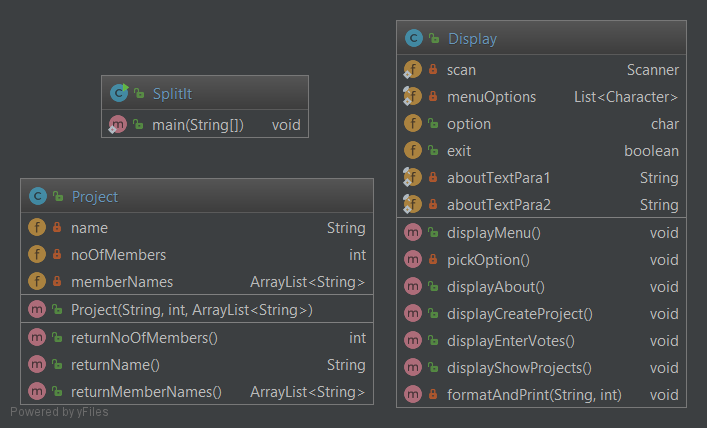 SplitIt
main(String[]) void
Project
name String
noOfMembers int
memberNames ArrayList<String>
Project(String, int, ArrayList<String>)
returnNoOfMembers() int
returnName() String
returnMemberNames() ArrayList<String>
Display
scan Scanner
menuOptions List<Character>
option char
exit boolean
aboutTextPara1 String
aboutTextPara2 String
displayMenu() void
pickOption() void
displayAbout() void
displayCreateProject() void
displayEnterVotes() void
displayShowProjects() void
formatAndPrint(String, int) void
Powered by yFiles